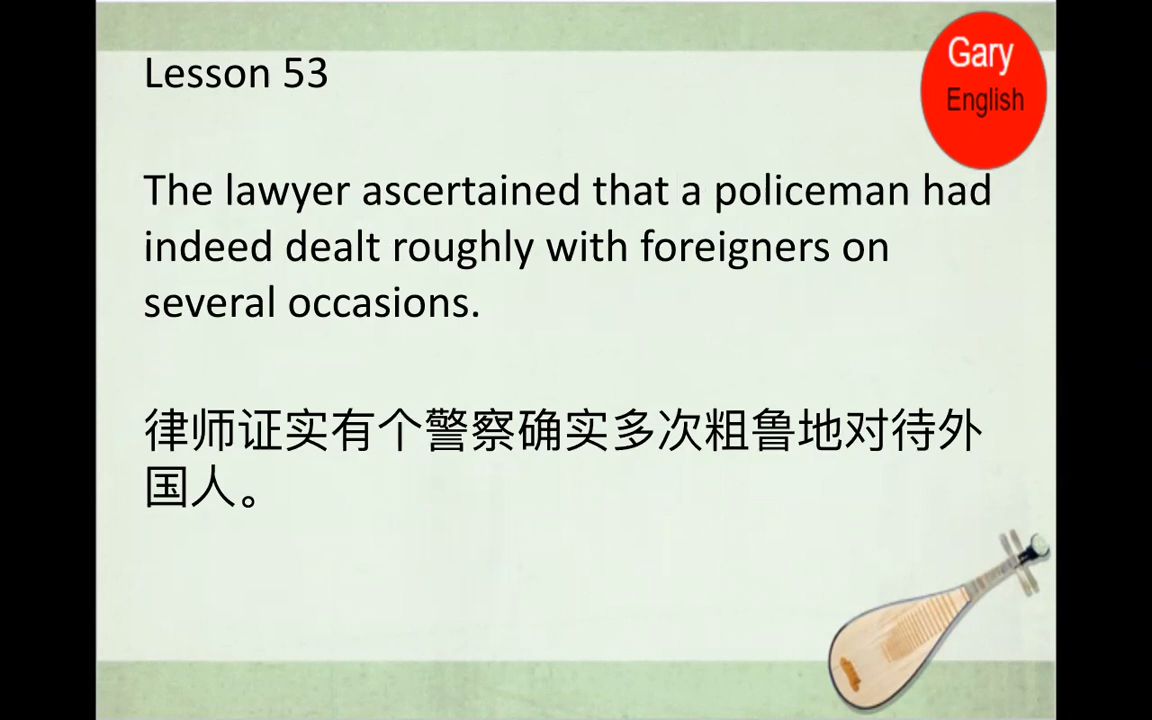 Gary
English
Lesson 53
The lawyer ascertained that a policeman had
indeed dealt roughly with foreigners on
several occasions.
律师证实有个警察确实多次粗鲁地对待外
国人。